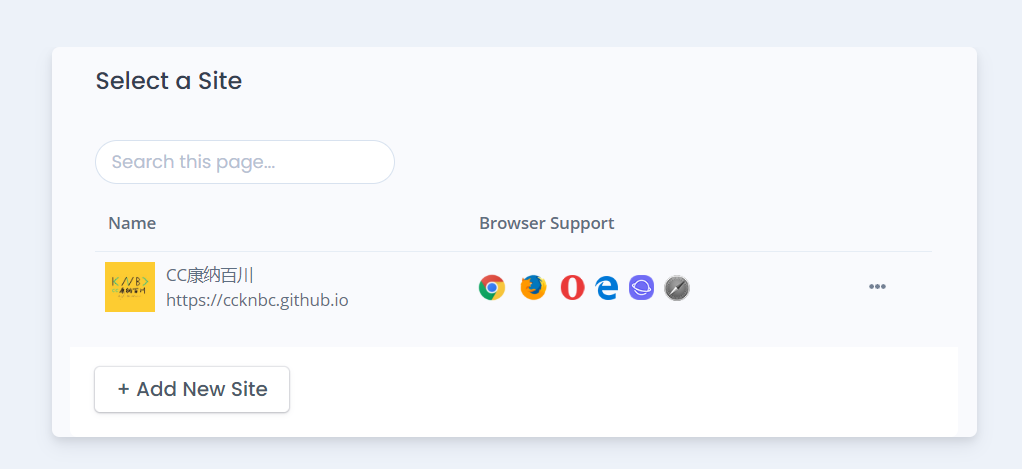 Select a Site
Search this page...
Name
Browser Support
CC康纳百川
https://ccknbc.github.io
+ Add New Site